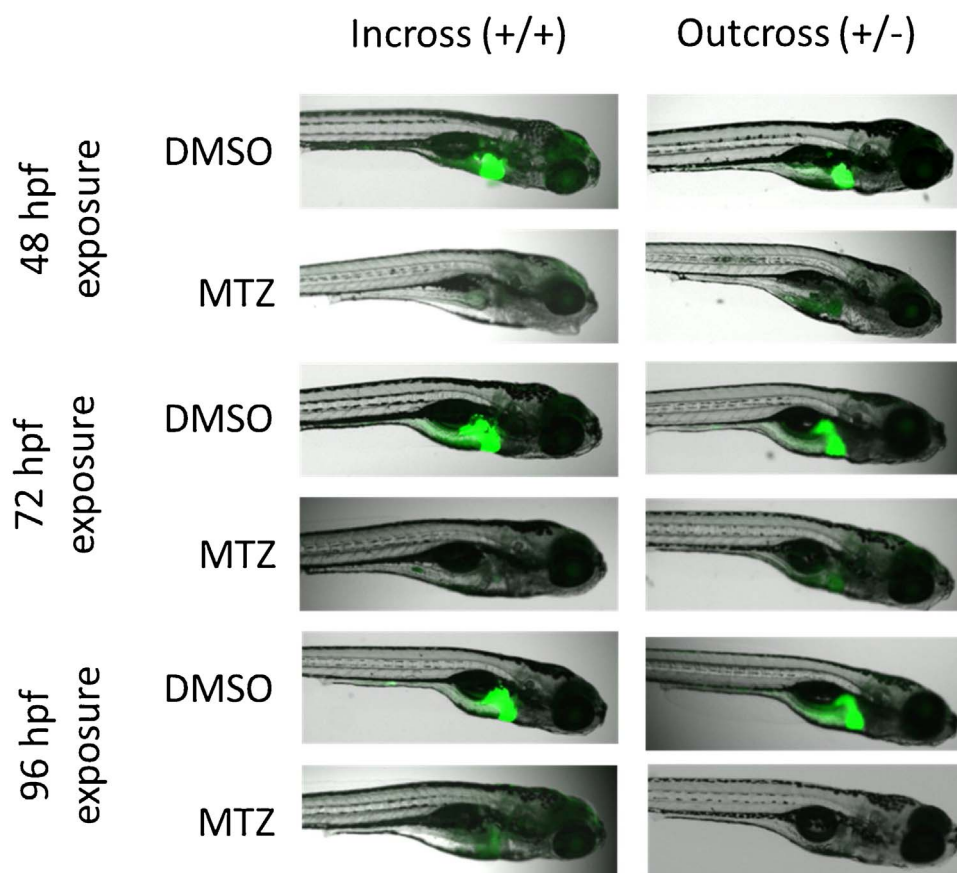 Incross (+/+)
Outcross (+/-)
48 hpf
exposure
DMSO
MTZ
72 hpf
exposure
DMSO
MTZ
96 hpf
exposure
DMSO
MTZ